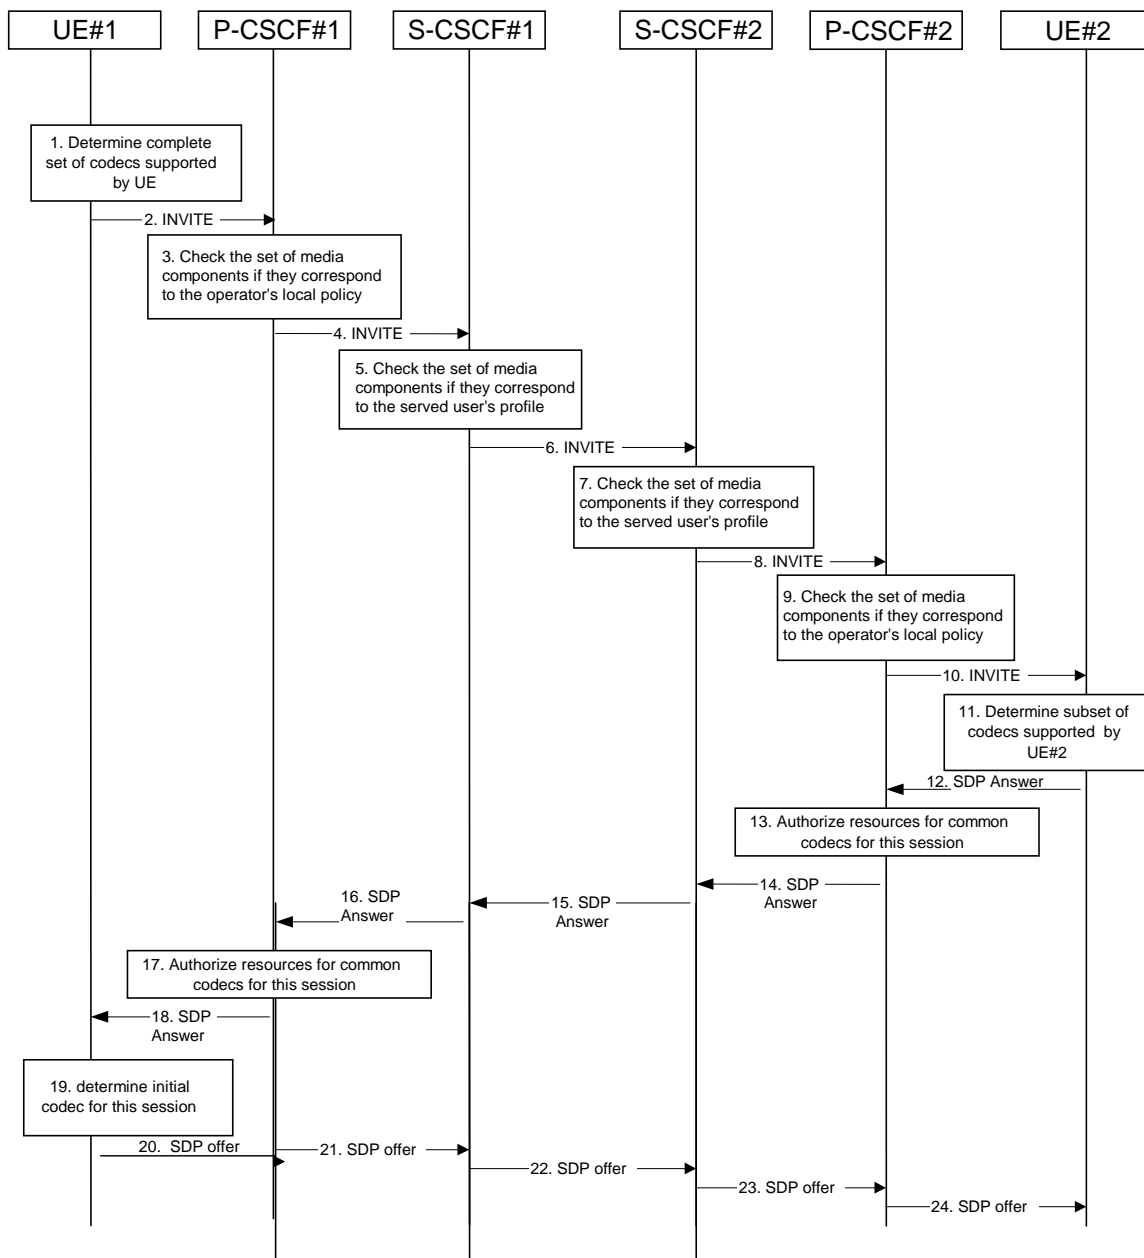 UE#1
P-CSCF#1
S-CSCF#1
S-CSCF#2
P-CSCF#2
UE#2
1. Determine complete
set of codecs supported
by UE
2. INVITE
3. Check the set of media
components if they correspond
to the operator's local policy
4. INVITE
5. Check the set of media
components if they correspond
to the served user's profile
6. INVITE
7. Check the set of media
components if they correspond
to the served user's profile
8. INVITE
9. Check the set of media
components if they correspond
to the operator's local policy
10. INVITE
11. Determine subset of
codecs supported by
UE#2
12. SDP Answer
13. Authorize resources for common
codecs for this session
14. SDP
Answer
15. SDP
Answer
16. SDP
Answer
17. Authorize resources for common
codecs for this session
18. SDP
Answer
19. determine initial
codec for this session
20. SDP offer
21. SDP offer
22. SDP offer
23. SDP offer
24. SDP offer